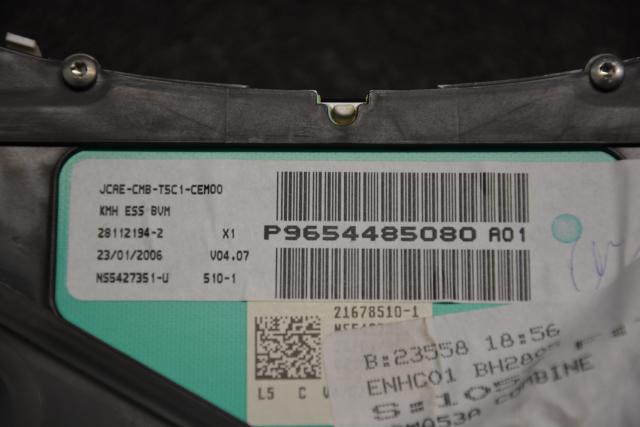 JCAE-CMB-T5C1-CEM00
KMH ESS BVM
28112194-2 X1
23/01/2006 V04.07
NS5427351-U 510-1
P9654485080 A01
21678510-1
L5 C
B:23558 18:56
ENHC01